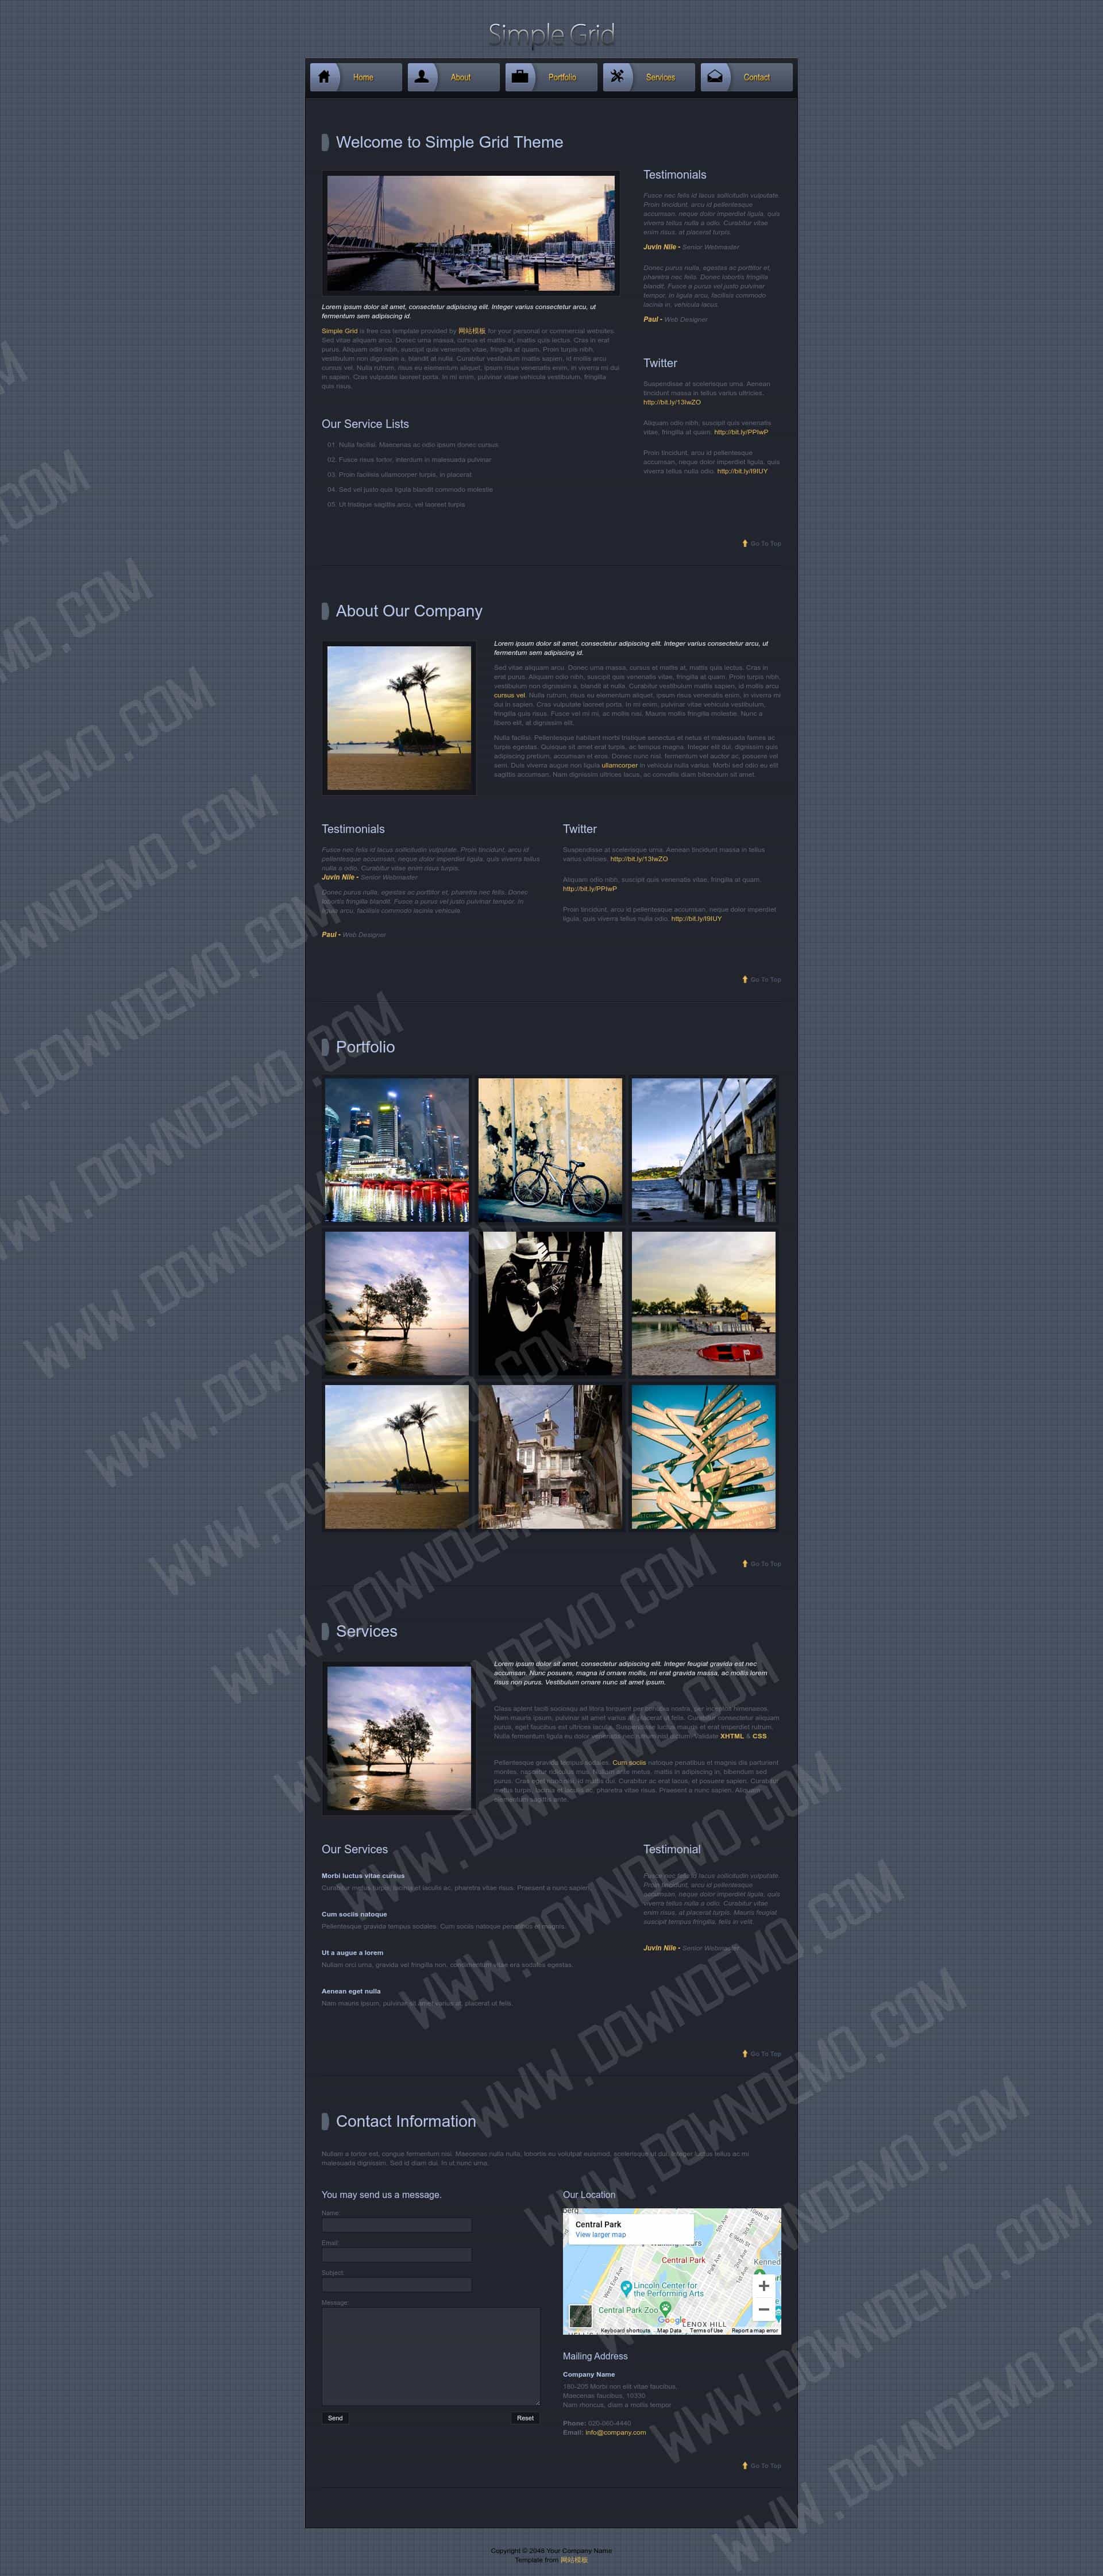 Simple Grid
Home
About
Portfolio
Services
Contact
Welcome to Simple Grid Theme
Lorem ipsum dolor sit amet, consectetur adipiscing elit. Integer varius consectetur arcu, ut
fermentum sem adipiscing id.
Simple Grid is free css template provided by 网站模板 for your personal or commercial websites.
Sed vitae aliquam arcu. Donec urna massa, cursus et mattis at, mattis quis lectus. Cras in erat
purus. Aliquam odio nibh, suscipit quis venenatis vitae, fringilla at quam. Proin turpis nibh,
vestibulum non dignissim a, blandit at nulla. Curabitur vestibulum mattis sapien, id mollis arcu
cursus vel. Nulla rutrum, risus eu elementum aliquet, ipsum risus venenatis enim, in viverra mi dui
in sapien. Cras vulputate laoreet porta. In mi enim, pulvinar vitae vehicula vestibulum, fringilla
quis risus.
Our Service Lists
01. Nulla facilisi. Maecenas ac odio ipsum donec cursus
02. Fusce risus tortor, interdum in malesuada pulvinar
03. Proin facilisis ullamcorper turpis, in placerat
04. Sed vel justo quis ligula blandit commodo molestie
05. Ut tristique sagittis arcu, vel laoreet turpis
Testimonials
Fusce nec felis id lacus sollicitudin vulputate.
Proin tincidunt, arcu id pellentesque
accumsan, neque dolor imperdiet ligula, quis
viverra tellus nulla a odio. Curabitur vitae
enim risus, at placerat turpis.
Juvin Nile - Senior Webmaster
Donec purus nulla, egestas ac porttitor et,
pharetra nec felis. Donec lobortis fringilla
blandit. Fusce a purus vel justo pulvinar
tempor. In ligula arcu, facilisis commodo
lacinia in, vehicula lacus.
Paul - Web Designer
Twitter
Suspendisse at scelerisque urna. Aenean
tincidunt massa in tellus varius ultricies.
http://bit.ly/13IwZO
Aliquam odio nibh, suscipit quis venenatis
vitae, fringilla at quam. http://bit.ly/PPIwP
Proin tincidunt, arcu id pellentesque
accumsan, neque dolor imperdiet ligula, quis
viverra tellus nulla odio. http://bit.ly/I9IUY
Go To Top
About Our Company
Lorem ipsum dolor sit amet, consectetur adipiscing elit. Integer varius consectetur arcu, ut
fermentum sem adipiscing id.
Sed vitae aliquam arcu. Donec urna massa, cursus et mattis at, mattis quis lectus. Cras in
erat purus. Aliquam odio nibh, suscipit quis venenatis vitae, fringilla at quam. Proin turpis nibh,
vestibulum non dignissim a, blandit at nulla. Curabitur vestibulum mattis sapien, id mollis arcu
cursus vel. Nulla rutrum, risus eu elementum aliquet, ipsum risus venenatis enim, in viverra mi
dui in sapien. Cras vulputate laoreet porta. In mi enim, pulvinar vitae vehicula vestibulum,
fringilla quis risus. Fusce vel mi mi, ac mollis nisi. Mauris mollis fringilla molestie. Nunc a
libero elit, at dignissim elit.
Nulla facilisi. Pellentesque habitant morbi tristique senectus et netus et malesuada fames ac
turpis egestas. Quisque sit amet erat turpis, ac tempus magna. Integer elit dui, dignissim quis
adipiscing pretium, accumsan et eros. Donec nunc nisl, fermentum vel auctor ac, posuere vel
sem. Duis viverra augue non ligula ullamcorper in vehicula nulla varius. Morbi sed odio eu elit
sagittis accumsan. Nam dignissim ultrices lacus, ac convallis diam bibendum sit amet.
Testimonials
Fusce nec felis id lacus sollicitudin vulputate. Proin tincidunt, arcu id
pellentesque accumsan, neque dolor imperdiet ligula, quis viverra tellus
nulla a odio. Curabitur vitae enim risus turpis.
Juvin Nile - Senior Webmaster
Donec purus nulla, egestas ac porttitor et, pharetra nec felis. Donec
lobortis fringilla blandit. Fusce a purus vel justo pulvinar tempor. In
ligula arcu, facilisis commodo lacinia vehicula
Paul - Web Designer
Twitter
Suspendisse at scelerisque urna. Aenean tincidunt massa in tellus
varius ultricies. http://bit.ly/13IwZO
Aliquam odio nibh, suscipit quis venenatis vitae, fringilla at quam.
http://bit.ly/PPIwP
Proin tincidunt, arcu id pellentesque accumsan, neque dolor imperdiet
ligula, quis viverra tellus nulla odio. http://bit.ly/I9IUY
Go To Top
Portfolio
Go To Top
Services
Lorem ipsum dolor sit amet, consectetur adipiscing elit. Integer feugiat gravida est nec
accumsan. Nunc posuere, magna id ornare mollis, mi erat gravida massa, ac mollis lorem
risus non purus. Vestibulum ornare nunc sit amet ipsum.
Class aptent taciti sociosqu ad litora torquent per conubia nostra, per inceptos himenaeos.
Nam mauris ipsum, pulvinar sit amet varius at, placerat ut felis. Curabitur consectetur aliquam
purus, eget faucibus est ultrices iaculis. Suspendisse luctus mauris et erat imperdiet rutrum.
Nulla fermentum ligula eu dolor venenatis nec euismod dictum. Validate XHTML & CSS.
Pellentesque gravida tempus sodales. Cum sociis natoque penatibus et magnis dis parturient
montes, nascetur ridiculus mus. Nullam ante metus, mattis in adipiscing in, bibendum sed
purus. Cras eget euismod at mattis dui. Curabitur ac erat lacus, et posuere sapien. Curabitur
metus turpis, lacinia et iaculis ac, pharetra vitae risus. Praesent a nunc sapien. Aliquam
elementum sagittis ante.
Our Services
Morbi luctus vitae cursus
Curabitur metus turpis, lacinia et iaculis ac, pharetra vitae risus. Praesent a nunc sapien.
Cum sociis natoque
Pellentesque gravida tempus sodales. Cum sociis natoque penatibus et magnis.
Ut a augue a lorem
Nullam orci urna, gravida vel fringilla non, condimentum vitae era sodales egestas.
Aenean eget nulla
Nam mauris ipsum, pulvinar sit amet varius at, placerat ut felis.
Testimonial
Fusce nec felis id lacus sollicitudin vulputate.
Proin tincidunt, arcu id pellentesque
accumsan, neque dolor imperdiet ligula, quis
viverra tellus nulla a odio. Curabitur vitae
enim risus, at placerat turpis. Mauris feugiat
suscipit tempus fringilla, felis in velit.
Juvin Nile - Senior Webmaster
Go To Top
Contact Information
Nullam a tortor est, congue fermentum nisi. Maecenas nulla nulla, lobortis eu volutpat euismod, scelerisque ut dui. Integer luctus tellus ac mi
malesuada dignissim. Sed id diam dui. In ut nunc urna.
You may send us a message.
Name:
Email:
Subject:
Message:
Send
Reset
Our Location
Central Park
View larger map
Central Park
Lincoln Center for
the Performing Arts
Central Park Zoo
Google
LENOX HILL
Keyboard shortcuts
Map Data
Terms of Use
Report a map error
Mailing Address
Company Name
180-205 Morbi non elit vitae faucibus,
Maecenas faucibus, 10330
Nam rhoncus, diam a mollis tempor
Phone: 020-060-4440
Email: info@company.com
Go To Top
Copyright © 2048 Your Company Name
Template from 网站模板
WWW.DOWNDEMO.COM